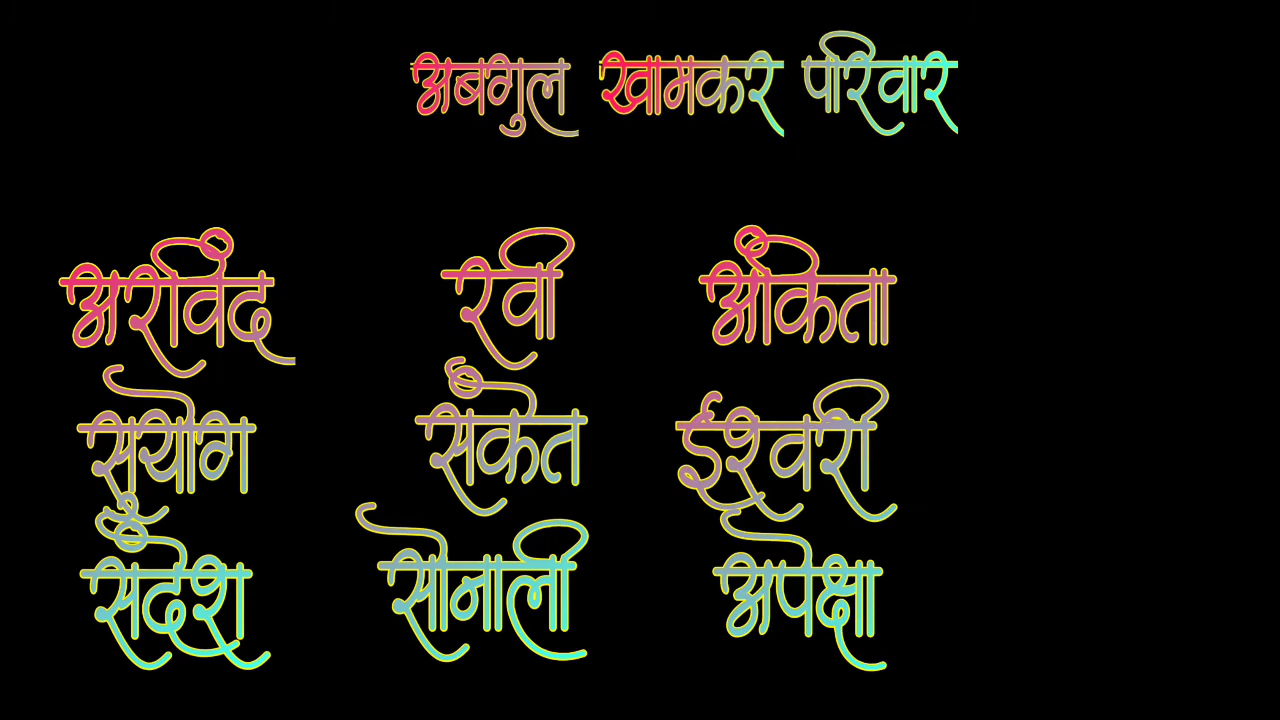 अबगुल खामकर परिवार
अरविंद रवी अंकिता
सुयोग संकेत ईश्वरी
संदेश सोनाली अपेक्षा